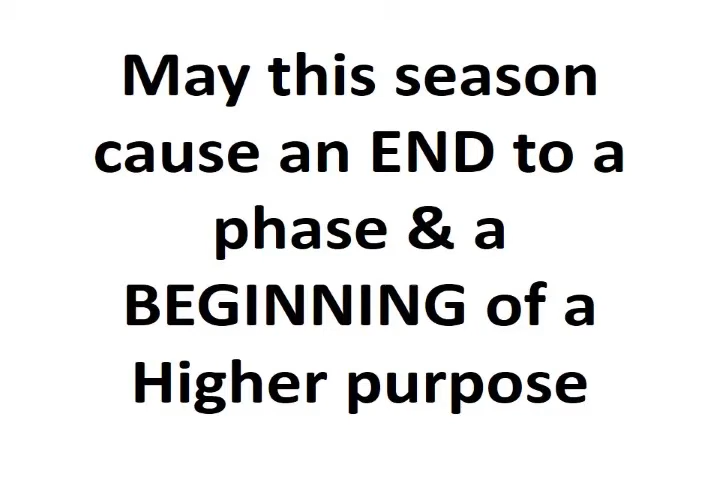 May this season
cause an END to a
phase & a
BEGINNING of a
Higher purpose